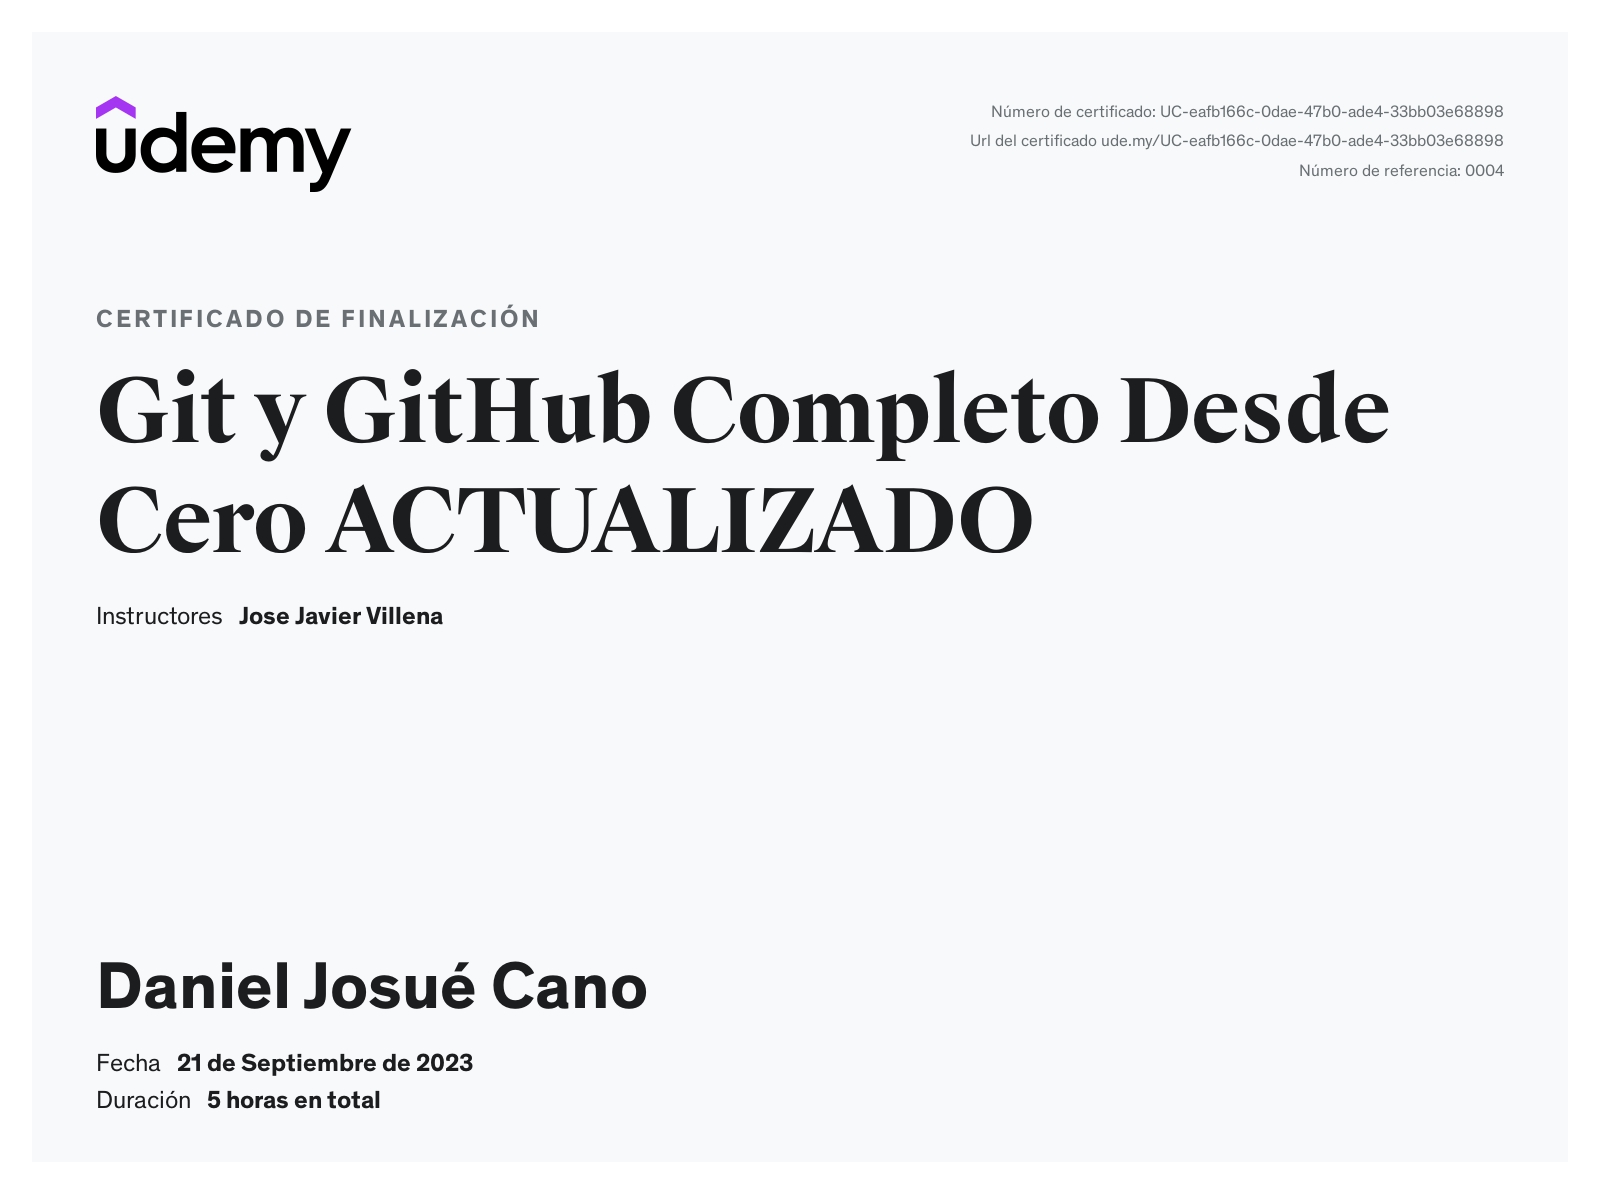 udemy
Número de certificado: UC-eafb166c-0dae-47b0-ade4-33bb03e68898
Url del certificado ude.my/UC-eafb166c-0dae-47b0-ade4-33bb03e68898
Número de referencia: 0004
CERTIFICADO DE FINALIZACIÓN
Git y GitHub Completo Desde
Cero ACTUALIZADO
Instructores Jose Javier Villena
Daniel Josué Cano
Fecha 21 de Septiembre de 2023
Duración 5 horas en total